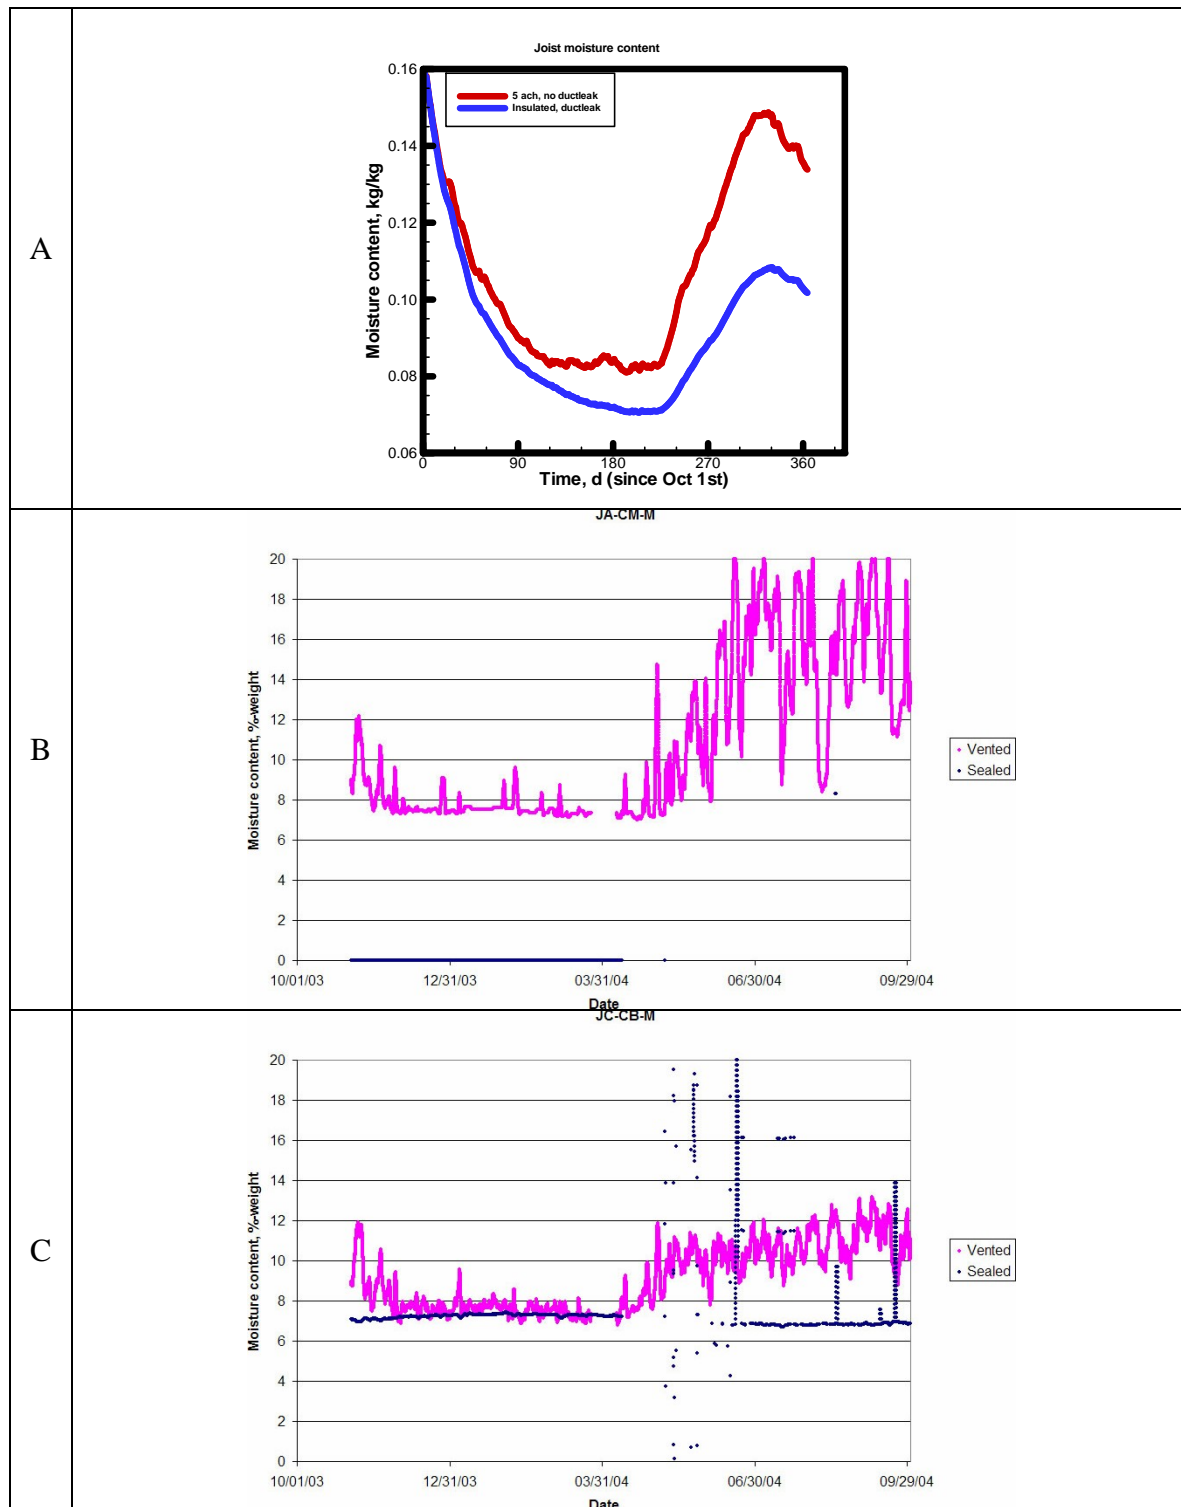 A
Joist moisture content
0.16
0.14
0.12
0.10
0.08
0.06
Moisture content, kg/kg
5 ach, no ductleak
Insulated, ductleak
0 90 180 270 360
Time, d (since Oct 1st)
B
JA-CM-M
20
18
16
14
12
10
8
6
4
2
0
Moisture content, %-weight
Vented
Sealed
10/01/03 12/31/03 03/31/04 06/30/04 09/29/04
Date
C
JC-CB-M
20
18
16
14
12
10
8
6
4
2
0
Moisture content, %-weight
Vented
Sealed
10/01/03 12/31/03 03/31/04 06/30/04 09/29/04
Date